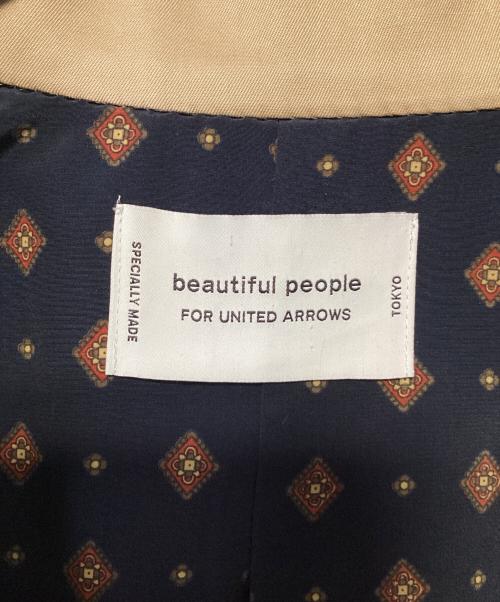 SPECIALLY MADE
beautiful people
FOR UNITED ARROWS
TOKYO